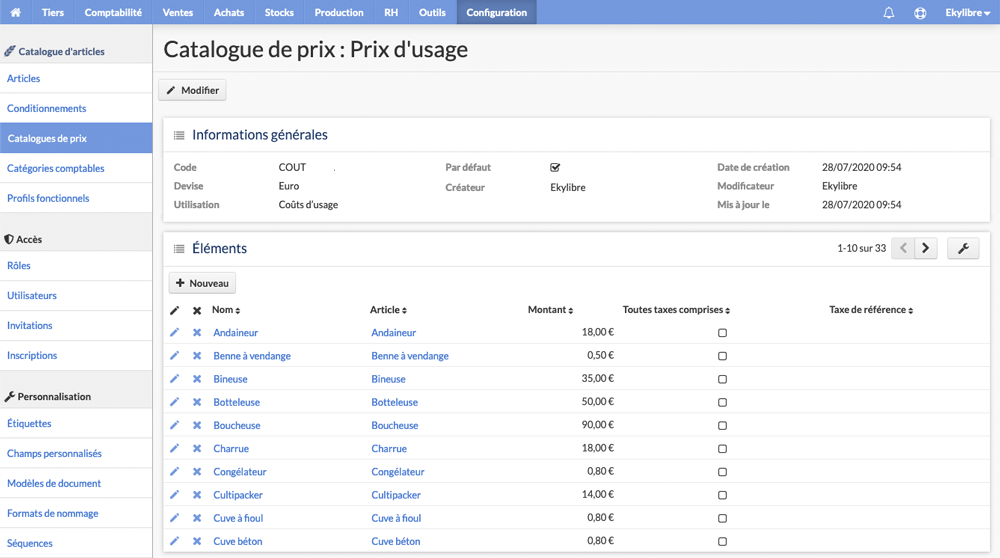 Tiers Comptabilité Ventes Achats Stocks Production RH Outils Configuration Ekylibre
Catalogue d'articles
Articles
Conditionnements
Catalogues de prix
Catégories comptables
Profils fonctionnels
Accès
Rôles
Utilisateurs
Invitations
Inscriptions
Personnalisation
Étiquettes
Champs personnalisés
Modèles de document
Formats de nommage
Séquences
Catalogue de prix : Prix d'usage
Modifier
Informations générales
Code COUT Par défaut Date de création 28/07/2020 09:54
Devise Euro Créateur Ekylibre Modificateur Ekylibre
Utilisation Coûts d'usage Mis à jour le 28/07/2020 09:54
Éléments 1-10 sur 33
Nouveau
Nom Article Montant Toutes taxes comprises Taxe de référence
Andaineur Andaineur 18,00 €
Benne à vendange Benne à vendange 0,50 €
Bineuse Bineuse 35,00 €
Botteleuse Botteleuse 50,00 €
Boucheuse Boucheuse 90,00 €
Charrue Charrue 18,00 €
Congélateur Congélateur 0,80 €
Cultipacker Cultipacker 14,00 €
Cuve à fioul Cuve à fioul 0,80 €
Cuve béton Cuve béton 0,80 €